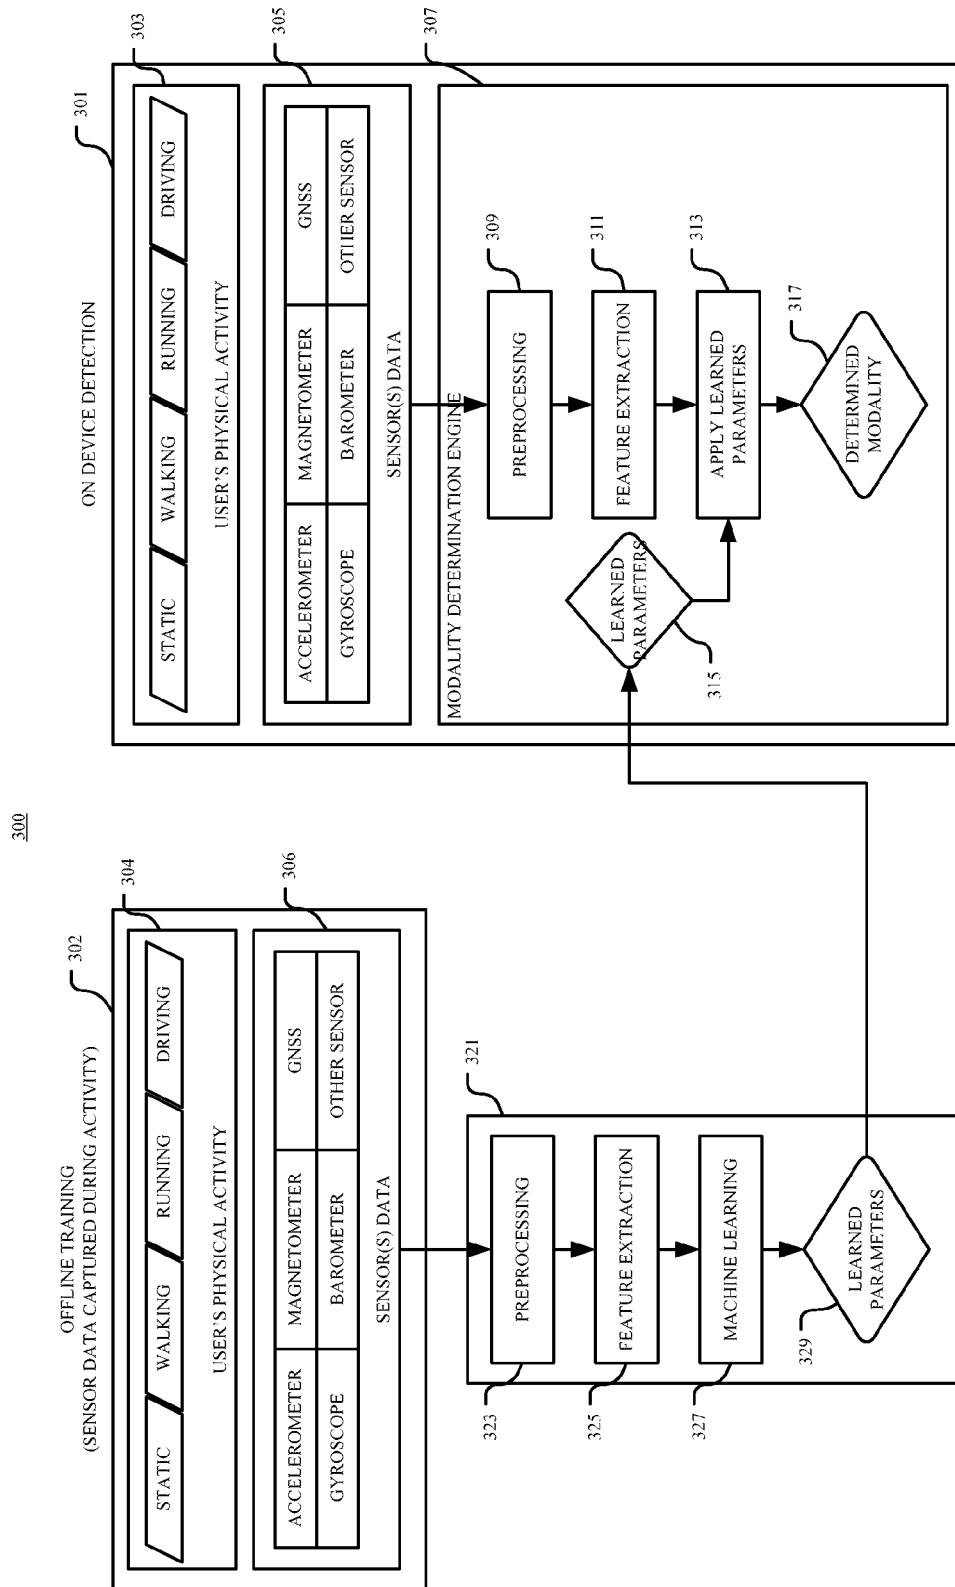 300
OFFLINE TRAINING
(SENSOR DATA CAPTURED DURING ACTIVITY)
302
304
STATIC
WALKING
RUNNING
DRIVING
USER'S PHYSICAL ACTIVITY
306
ACCELEROMETER
MAGNETOMETER
GNSS
GYROSCOPE
BAROMETER
OTHER SENSOR
SENSOR(S) DATA
321
323
PREPROCESSING
325
FEATURE EXTRACTION
327
MACHINE LEARNING
329
LEARNED
PARAMETERS
ON DEVICE DETECTION
301
303
STATIC
WALKING
RUNNING
DRIVING
USER'S PHYSICAL ACTIVITY
305
ACCELEROMETER
MAGNETOMETER
GNSS
GYROSCOPE
BAROMETER
OTHER SENSOR
SENSOR(S) DATA
307
MODALITY DETERMINATION ENGINE
PREPROCESSING
309
FEATURE EXTRACTION
311
LEARNED
PARAMETERS
315
APPLY LEARNED
PARAMETERS
313
DETERMINED
MODALITY
317